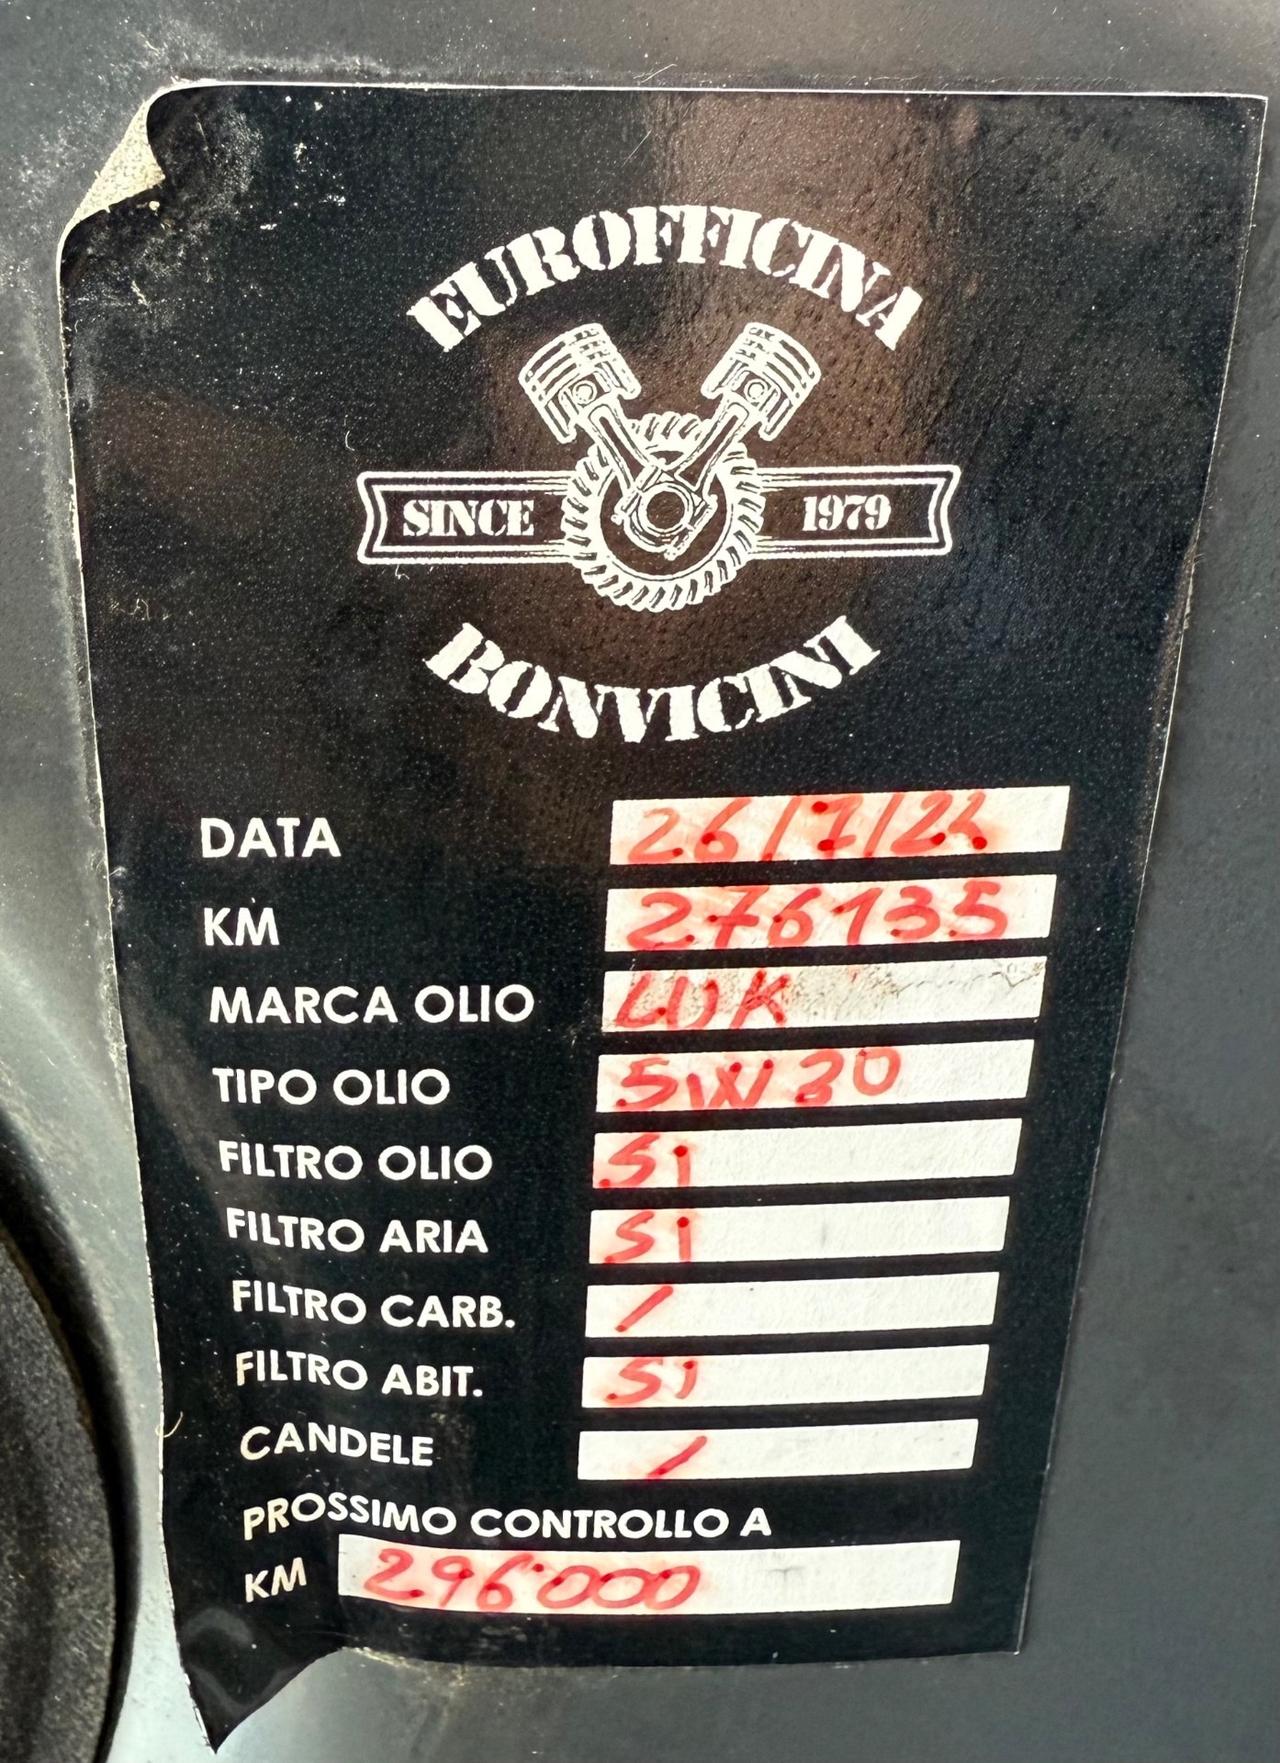 EUROFFICINA
SINCE 1979
BONVICINI
DATA 26/7/24
KM 276135
MARCA OLIO LUK
TIPO OLIO 5W30
FILTRO OLIO Si
FILTRO ARIA Si
FILTRO CARB. /
FILTRO ABIT. Si
CANDELE /
PROSSIMO CONTROLLO A
KM 296'000